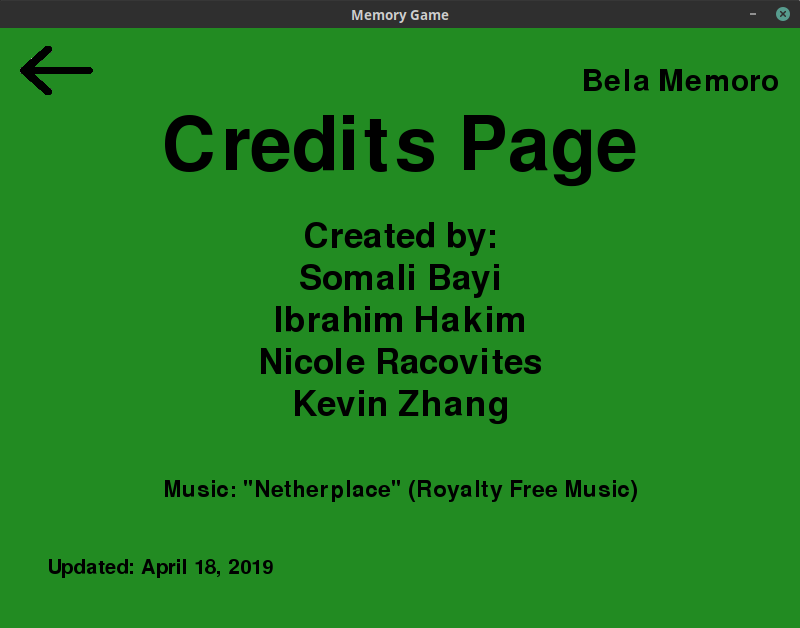 Memory Game
Bela Memoro
Credits Page
Created by:
Somali Bayi
Ibrahim Hakim
Nicole Racovites
Kevin Zhang
Music: "Netherplace" (Royalty Free Music)
Updated: April 18, 2019